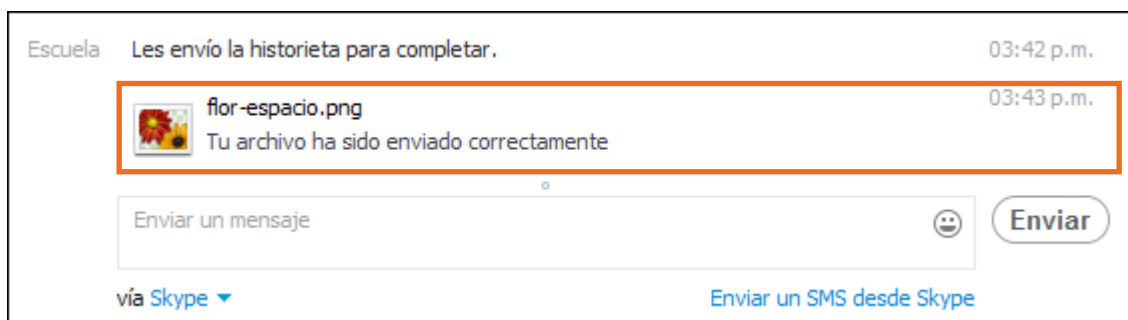 Escuela Les envío la historieta para completar. 03:42 p.m.
flor-espacio.png 03:43 p.m.
Tu archivo ha sido enviado correctamente
Enviar un mensaje Enviar
vía Skype Enviar un SMS desde Skype